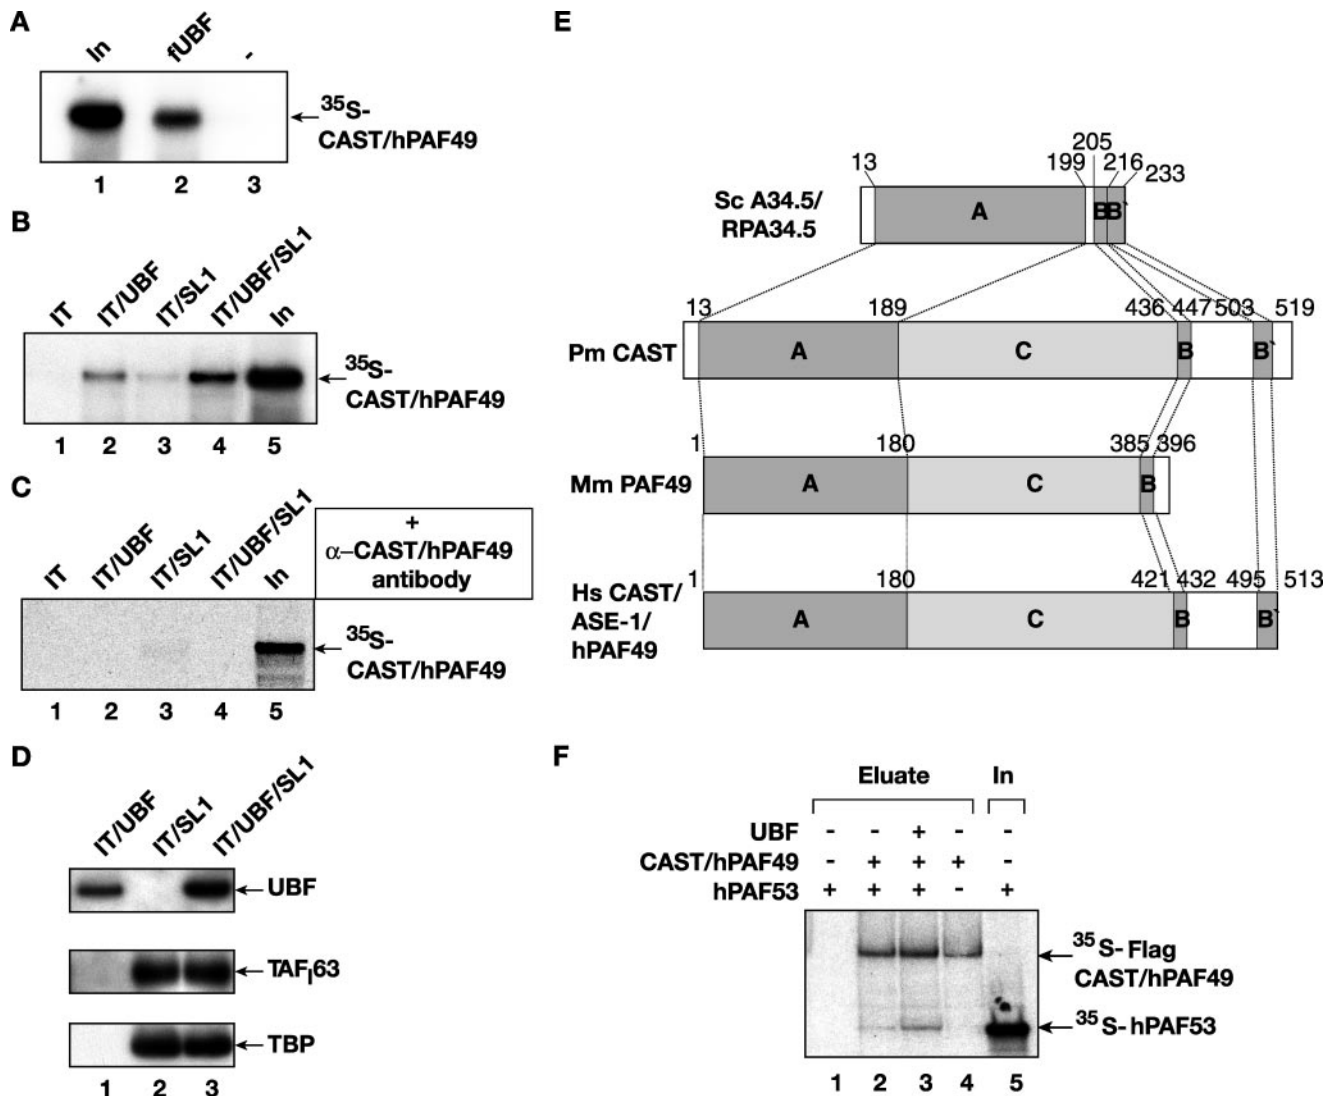 A
In fUBF -
35S-
CAST/hPAF49
1 2 3
B
IT IT/UBF IT/SL1 IT/UBF/SL1 In
35S-
CAST/hPAF49
1 2 3 4 5
C
IT IT/UBF IT/SL1 IT/UBF/SL1 In
+
α–CAST/hPAF49
antibody
35S-
CAST/hPAF49
1 2 3 4 5
D
IT/UBF IT/SL1 IT/UBF/SL1
UBF
TAFI63
TBP
1 2 3
E
13 199 205 216 233
Sc A34.5/
RPA34.5
A B B`
13 189 436 447 503 519
Pm CAST
A C B B`
1 180 385 396
Mm PAF49
A C B
1 180 421 432 495 513
Hs CAST/
ASE-1/
hPAF49
A C B B`
F
Eluate In
UBF - - + - -
CAST/hPAF49 - + + + -
hPAF53 + + + - +
35S- Flag
CAST/hPAF49
35S- hPAF53
1 2 3 4 5